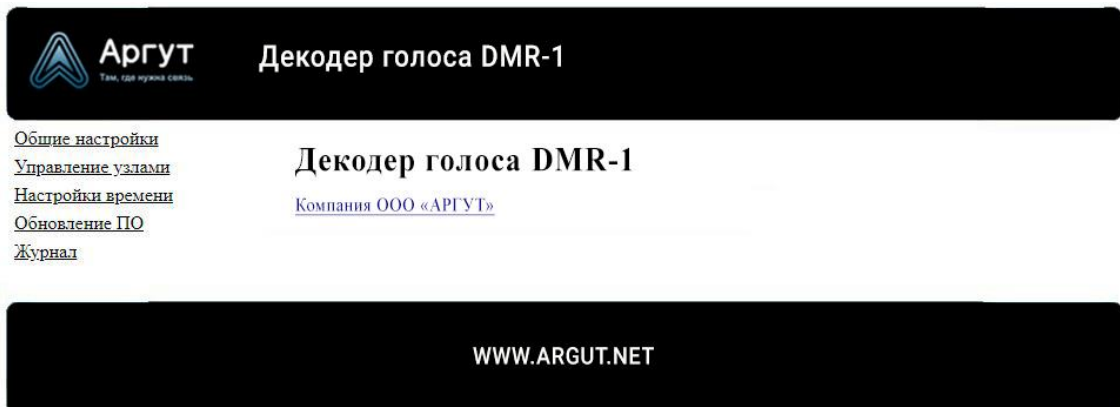 Аргут
Там, где нужна связь
Декодер голоса DMR-1
Общие настройки
Управление узлами
Настройки времени
Обновление ПО
Журнал
Декодер голоса DMR-1
Компания ООО «АРГУТ»
WWW.ARGUT.NET